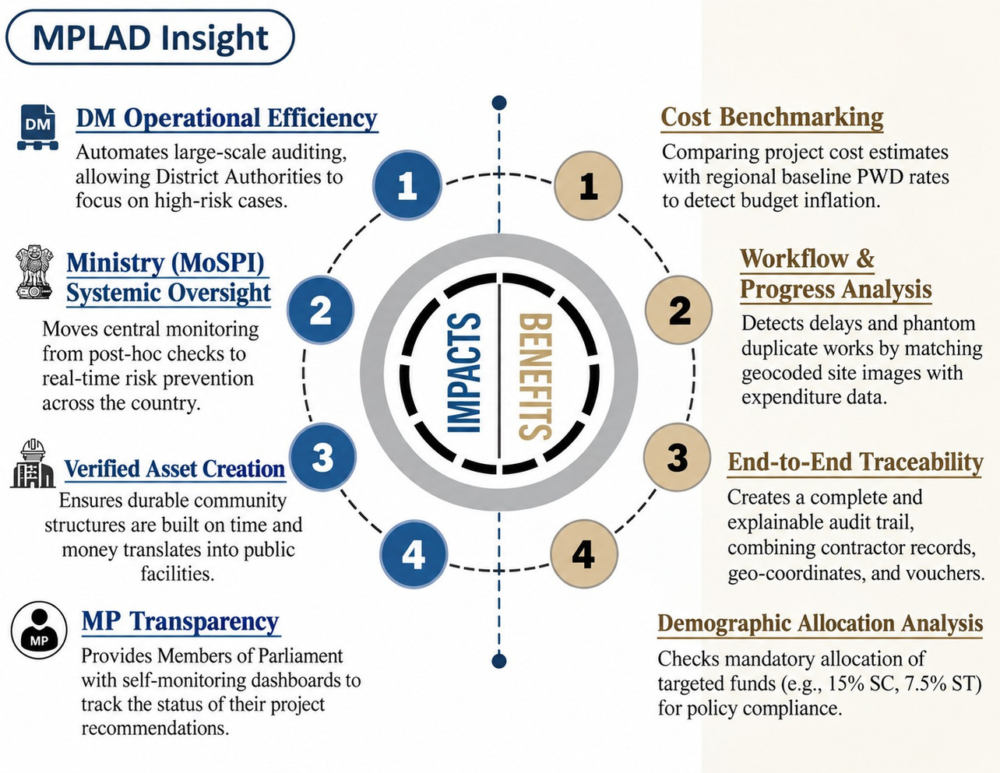 MPLAD Insight
DM
DM Operational Efficiency
Automates large-scale auditing,
allowing District Authorities to
focus on high-risk cases.
Ministry (MoSPI)
Systemic Oversight
Moves central monitoring
from post-hoc checks to
real-time risk prevention
across the country.
Verified Asset Creation
Ensures durable community
structures are built on time and
money translates into public
facilities.
MP
MP Transparency
Provides Members of Parliament
with self-monitoring dashboards to
track the status of their project
recommendations.
1
2
3
4
IMPACTS
BENEFITS
1
2
3
4
Cost Benchmarking
Comparing project cost estimates
with regional baseline PWD rates
to detect budget inflation.
Workflow &
Progress Analysis
Detects delays and phantom
duplicate works by matching
geocoded site images with
expenditure data.
End-to-End Traceability
Creates a complete and
explainable audit trail,
combining contractor records,
geo-coordinates, and vouchers.
Demographic Allocation Analysis
Checks mandatory allocation of
targeted funds (e.g., 15% SC, 7.5% ST)
for policy compliance.